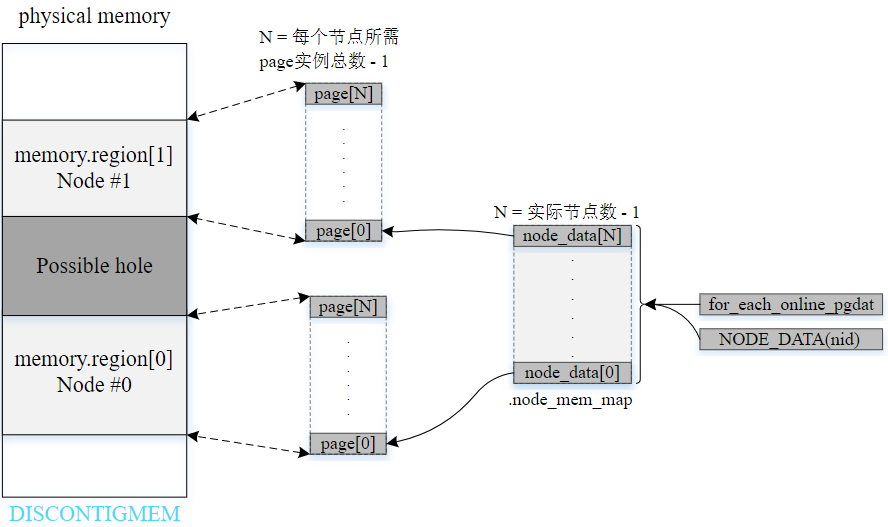 physical memory
memory.region[1]
Node #1
Possible hole
memory.region[0]
Node #0
DISCONTIGMEM
N = 每个节点所需
page实例总数 - 1
page[N]
page[0]
page[N]
page[0]
N = 实际节点数 - 1
node_data[N]
node_data[0]
.node_mem_map
for_each_online_pgdat
NODE_DATA(nid)